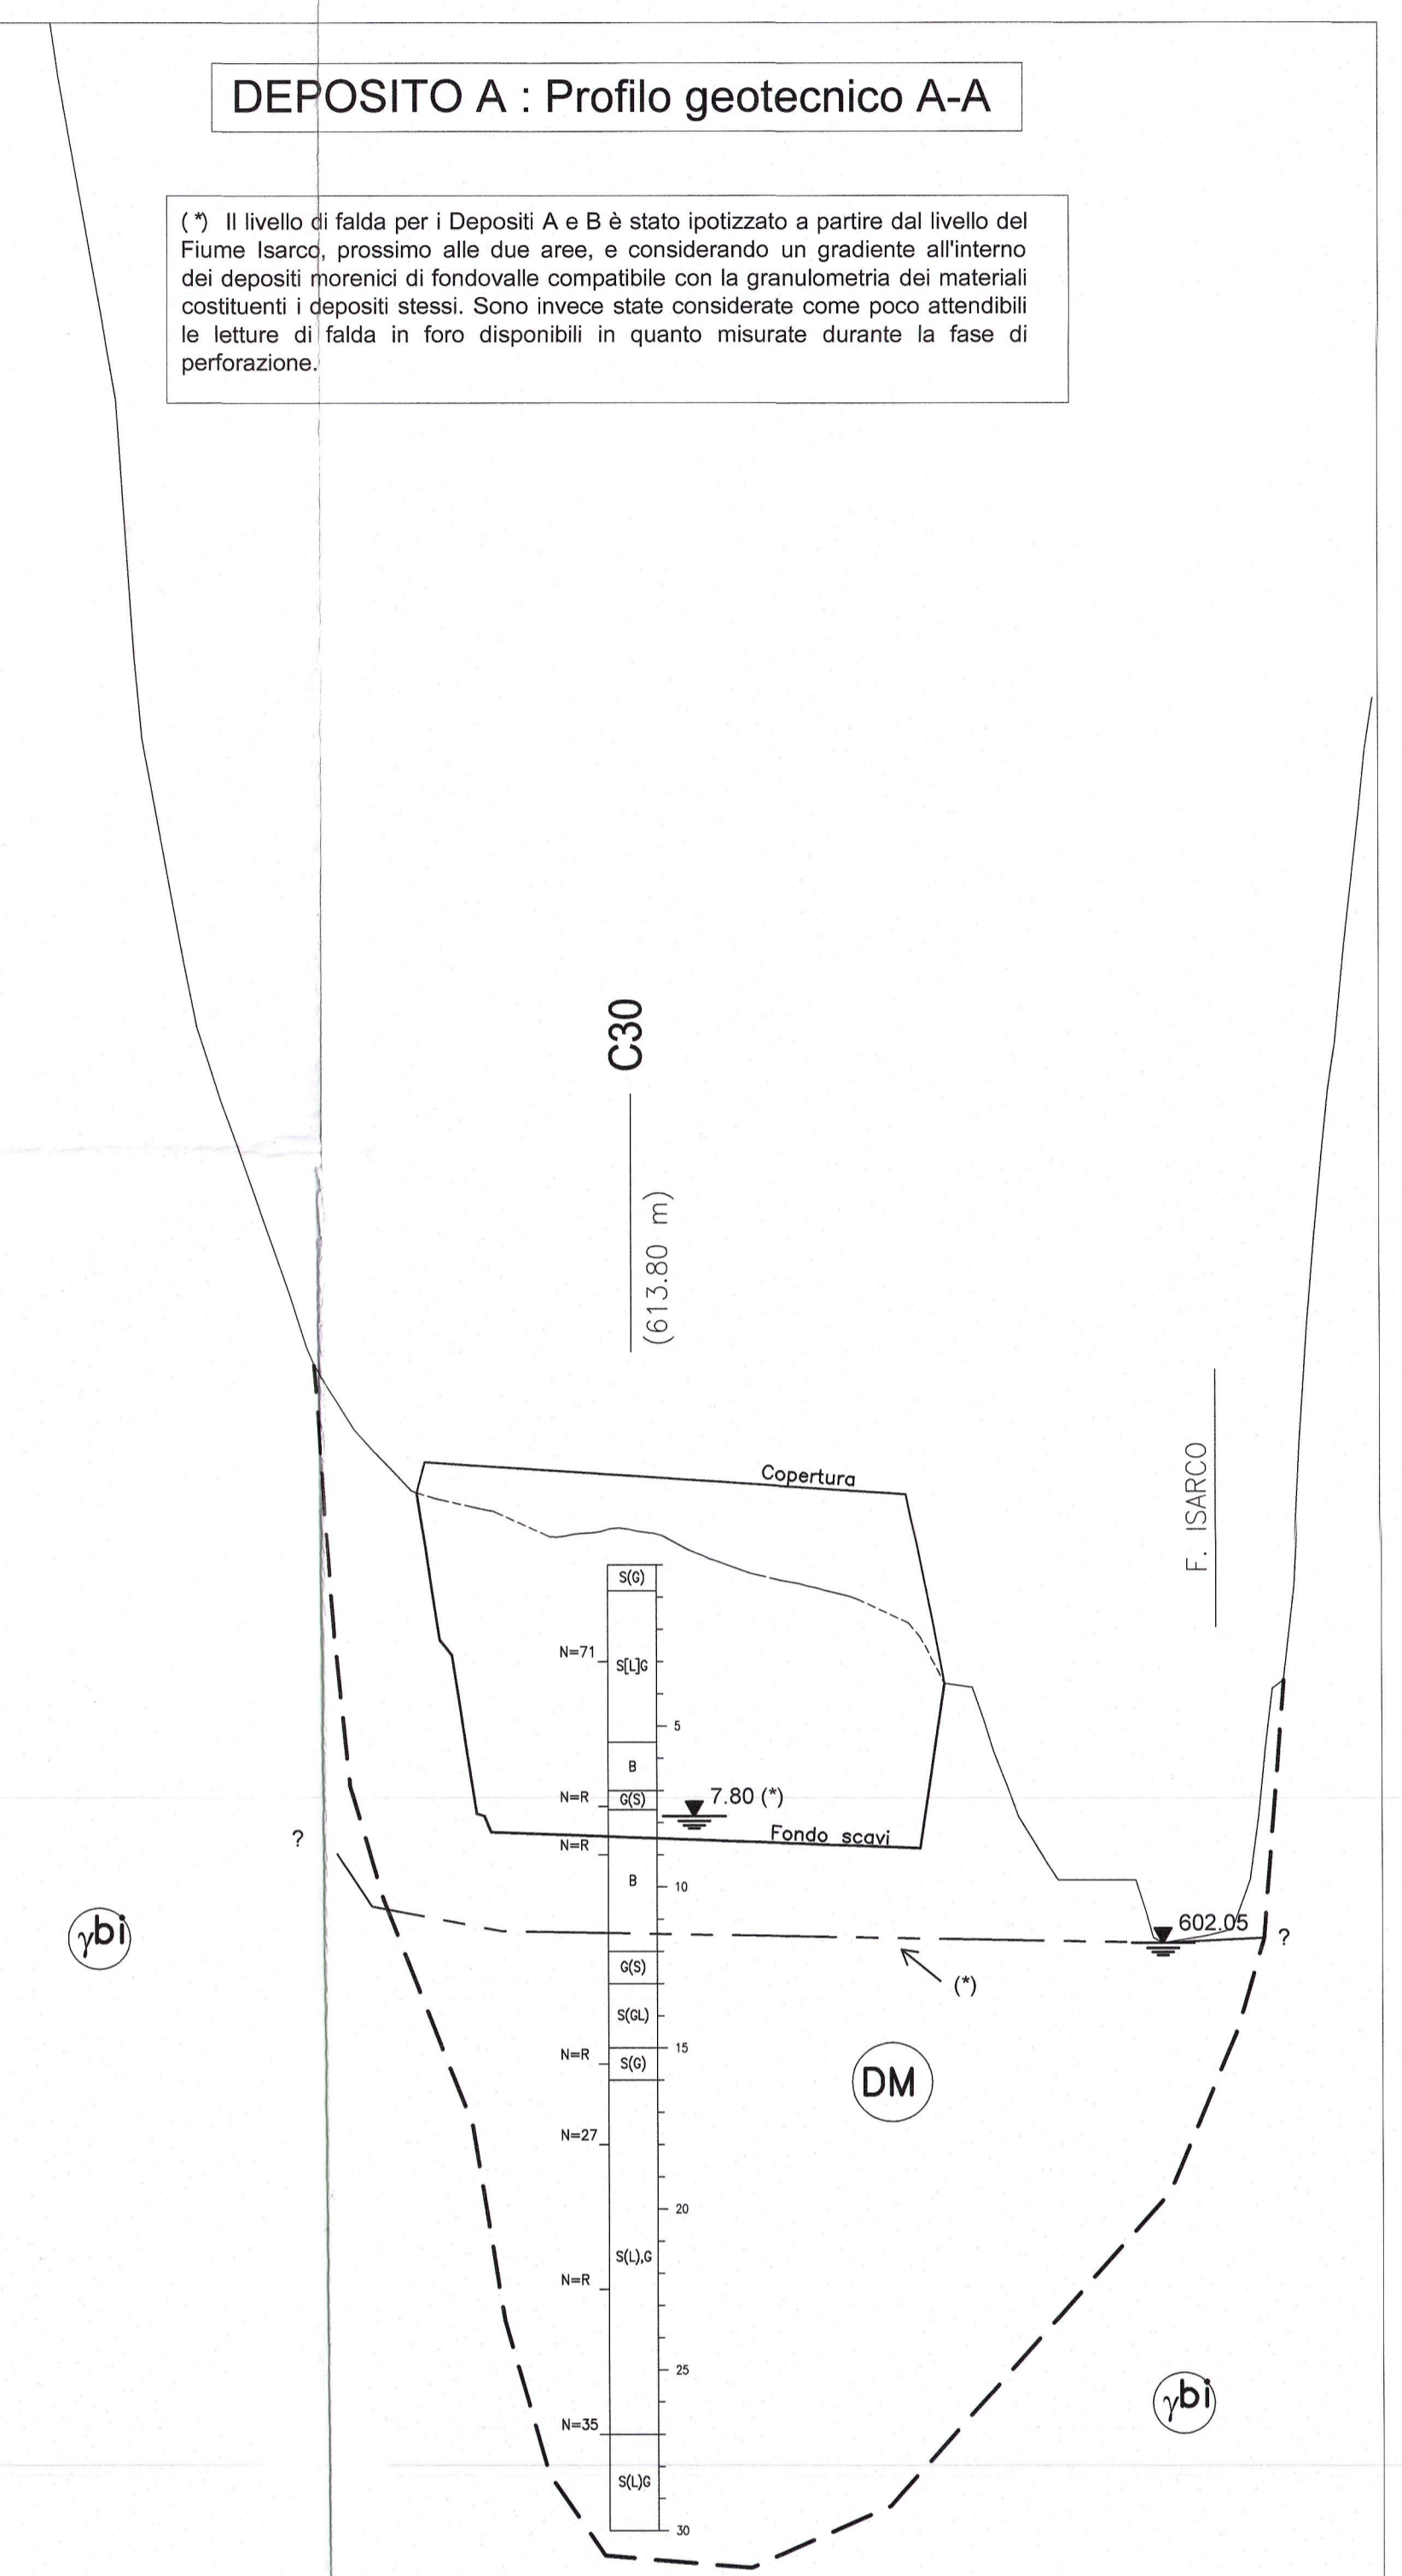 DEPOSITO A : Profilo geotecnico A-A
(*) Il livello di falda per i Depositi A e B è stato ipotizzato a partire dal livello del
Fiume Isarco, prossimo alle due aree, e considerando un gradiente all'interno
dei depositi morenici di fondovalle compatibile con la granulometria dei materiali
costituenti i depositi stessi. Sono invece state considerate come poco attendibili
le letture di falda in foro disponibili in quanto misurate durante la fase di
perforazione.
C30
(613.80 m)
F. ISARCO
Copertura
S(G)
N=71
S[L]G
5
B
N=R
G(S)
7.80 (*)
Fondo scavi
?
N=R
B
10
γbi
602.05
?
(*)
G(S)
S(GL)
15
N=R
S(G)
DM
N=27
20
S(L),G
N=R
25
γbi
N=35
S(L)G
30